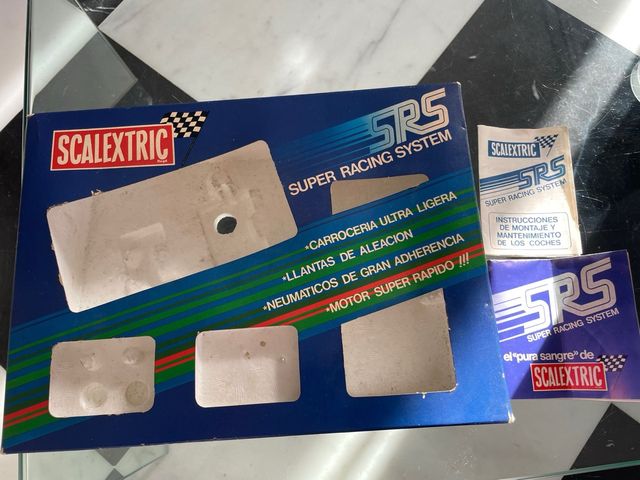 SCALEXTRIC
SRS
SUPER RACING SYSTEM
*CARROCERIA ULTRA LIGERA
*LLANTAS DE ALEACION
*NEUMATICOS DE GRAN ADHERENCIA
*MOTOR SUPER RAPIDO !!!
SCALEXTRIC
SRS
SUPER RACING SYSTEM
INSTRUCCIONES
DE MONTAJE Y
MANTENIMIENTO
DE LOS COCHES
SRS
SUPER RACING SYSTEM
el "pura sangre" de
SCALEXTRIC